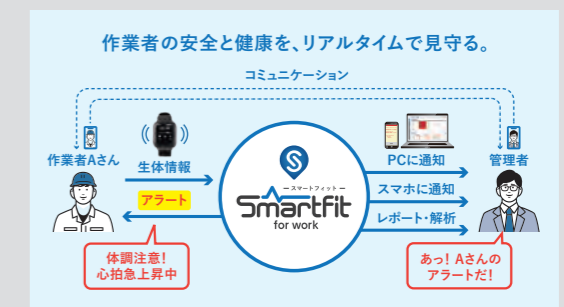 作業者の安全と健康を、リアルタイムで見守る。
コミュニケーション
作業者Aさん
生体情報
アラート
体調注意！
心拍急上昇中
スマートフィット
Smartfit
for work
PCに通知
スマホに通知
レポート・解析
管理者
あっ！Aさんの
アラートだ！